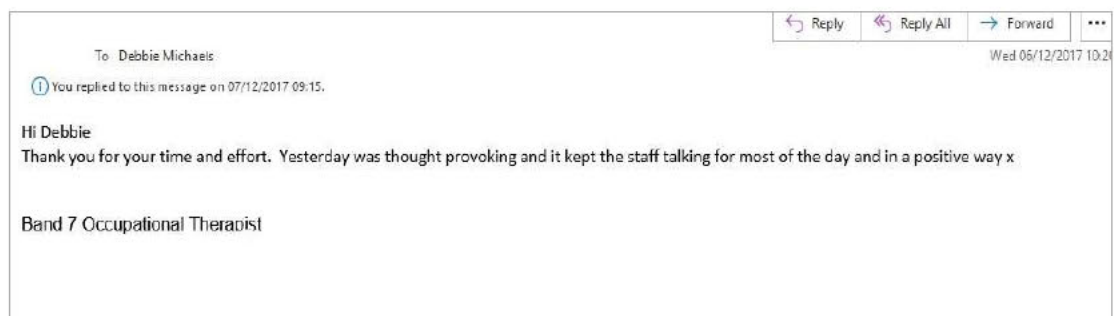 Reply Reply All Forward ...
To Debbie Michaels
Wed 06/12/2017 10:2
You replied to this message on 07/12/2017 09:15.
Hi Debbie
Thank you for your time and effort. Yesterday was thought provoking and it kept the staff talking for most of the day and in a positive way x
Band 7 Occupational Therapist